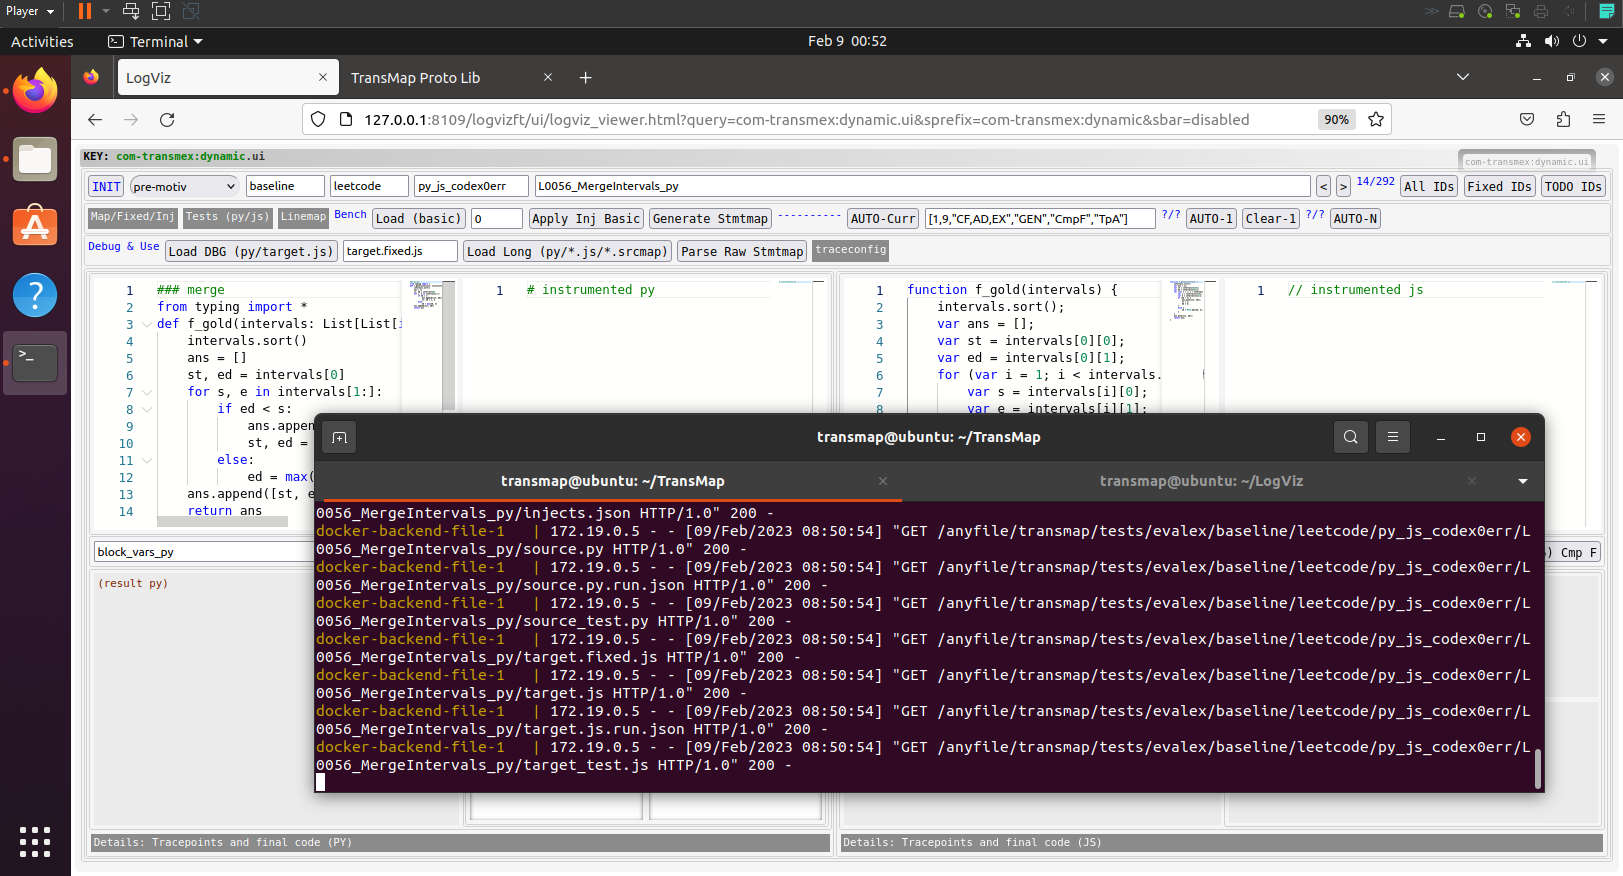 Player
Activities
Terminal
Feb 9 00:52
LogViz
TransMap Proto Lib
127.0.0.1:8109/logvizft/ui/logviz_viewer.html?query=com-transmex:dynamic.ui&sprefix=com-transmex:dynamic&sbar=disabled
90%
KEY: com-transmex:dynamic.ui
com-transmex:dynamic.ui
INIT pre-motiv baseline leetcode py_js_codex0err L0056_MergeIntervals_py < > 14/292 All IDs Fixed IDs TODO IDs
Map/Fixed/Inj Tests (py/js) Linemap Bench Load (basic) 0 Apply Inj Basic Generate Stmtmap ---------- AUTO-Curr [1,9,"CF,AD,EX","GEN","CmpF","TpA"] ?/? AUTO-1 Clear-1 ?/? AUTO-N
Debug & Use Load DBG (py/target.js) target.fixed.js Load Long (py/*.js/*.srcmap) Parse Raw Stmtmap traceconfig
1 ### merge
2 from typing import *
3 def f_gold(intervals: List[List[i
4 intervals.sort()
5 ans = []
6 st, ed = intervals[0]
7 for s, e in intervals[1:]:
8 if ed < s:
9 ans.appen
10 st, ed =
11 else:
12 ed = max(
13 ans.append([st, e
14 return ans
1 # instrumented py
1 function f_gold(intervals) {
2 intervals.sort();
3 var ans = [];
4 var st = intervals[0][0];
5 var ed = intervals[0][1];
6 for (var i = 1; i < intervals.
7 var s = intervals[i][0];
8 var e = intervals[i][1];
1 // instrumented js
block_vars_py
) Cmp F
(result py)
transmap@ubuntu: ~/TransMap
transmap@ubuntu: ~/TransMap
transmap@ubuntu: ~/LogViz
0056_MergeIntervals_py/injects.json HTTP/1.0" 200 -
docker-backend-file-1 | 172.19.0.5 - - [09/Feb/2023 08:50:54] "GET /anyfile/transmap/tests/evalex/baseline/leetcode/py_js_codex0err/L
0056_MergeIntervals_py/source.py HTTP/1.0" 200 -
docker-backend-file-1 | 172.19.0.5 - - [09/Feb/2023 08:50:54] "GET /anyfile/transmap/tests/evalex/baseline/leetcode/py_js_codex0err/L
0056_MergeIntervals_py/source.py.run.json HTTP/1.0" 200 -
docker-backend-file-1 | 172.19.0.5 - - [09/Feb/2023 08:50:54] "GET /anyfile/transmap/tests/evalex/baseline/leetcode/py_js_codex0err/L
0056_MergeIntervals_py/source_test.py HTTP/1.0" 200 -
docker-backend-file-1 | 172.19.0.5 - - [09/Feb/2023 08:50:54] "GET /anyfile/transmap/tests/evalex/baseline/leetcode/py_js_codex0err/L
0056_MergeIntervals_py/target.fixed.js HTTP/1.0" 200 -
docker-backend-file-1 | 172.19.0.5 - - [09/Feb/2023 08:50:54] "GET /anyfile/transmap/tests/evalex/baseline/leetcode/py_js_codex0err/L
0056_MergeIntervals_py/target.js HTTP/1.0" 200 -
docker-backend-file-1 | 172.19.0.5 - - [09/Feb/2023 08:50:54] "GET /anyfile/transmap/tests/evalex/baseline/leetcode/py_js_codex0err/L
0056_MergeIntervals_py/target.js.run.json HTTP/1.0" 200 -
docker-backend-file-1 | 172.19.0.5 - - [09/Feb/2023 08:50:54] "GET /anyfile/transmap/tests/evalex/baseline/leetcode/py_js_codex0err/L
0056_MergeIntervals_py/target_test.js HTTP/1.0" 200 -
Details: Tracepoints and final code (PY)
Details: Tracepoints and final code (JS)